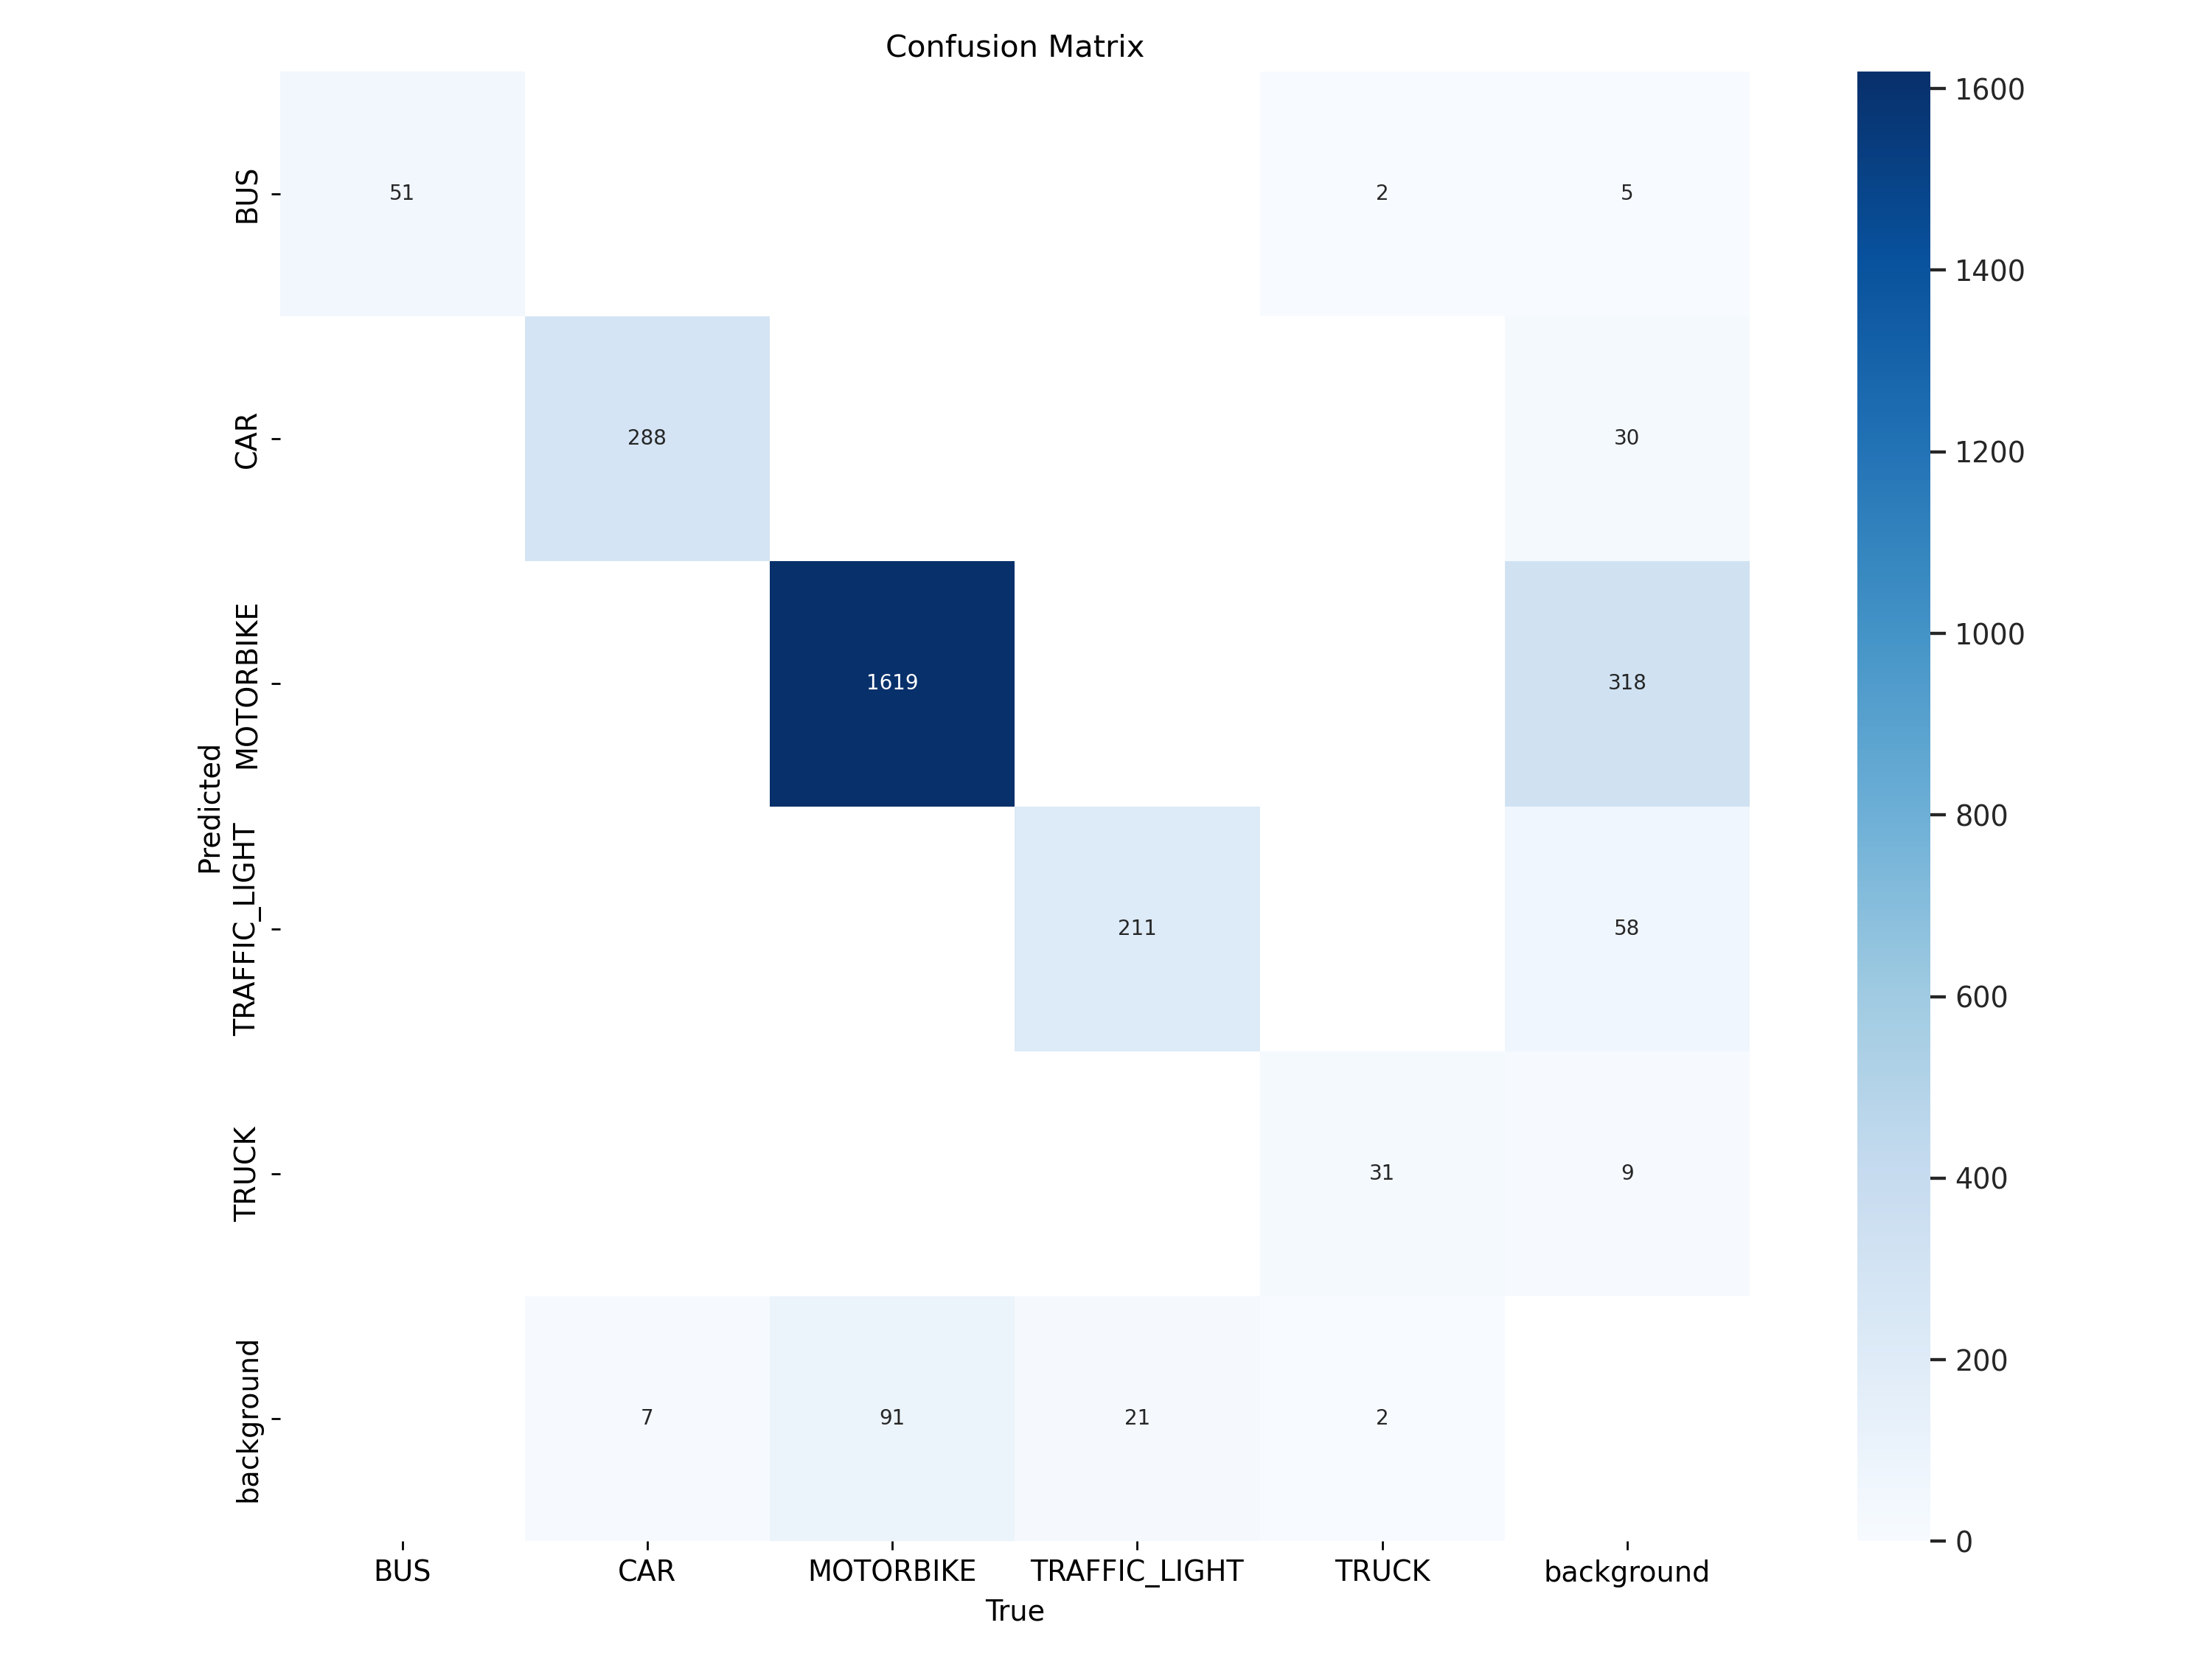 Confusion Matrix
BUS
51
2
5
1600
1400
CAR
288
30
1200
MOTORBIKE
1619
318
1000
Predicted
800
TRAFFIC_LIGHT
211
58
600
TRUCK
31
9
400
background
7
91
21
2
200
0
BUS
CAR
MOTORBIKE
TRAFFIC_LIGHT
TRUCK
background
True